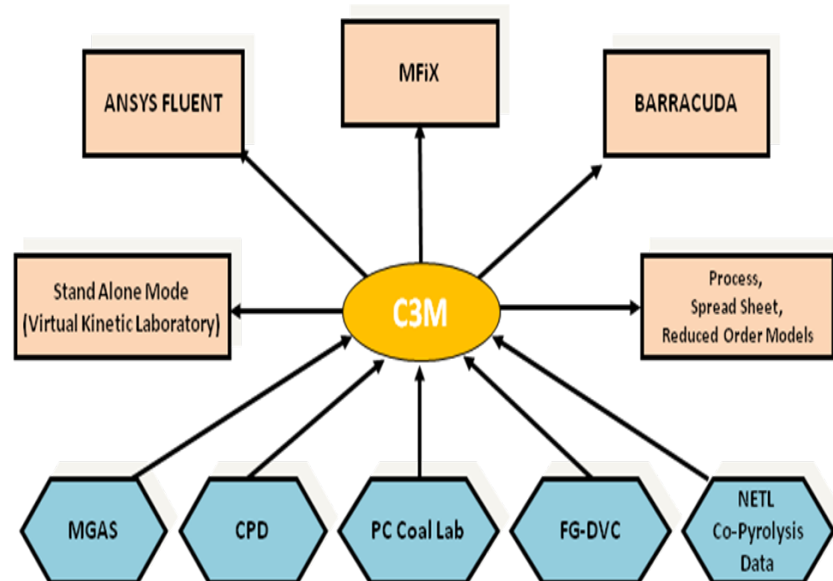 MFiX
ANSYS FLUENT
BARRACUDA
Stand Alone Mode
(Virtual Kinetic Laboratory)
C3M
Process,
Spread Sheet,
Reduced Order Models
MGAS
CPD
PC Coal Lab
FG-DVC
NETL
Co-Pyrolysis
Data